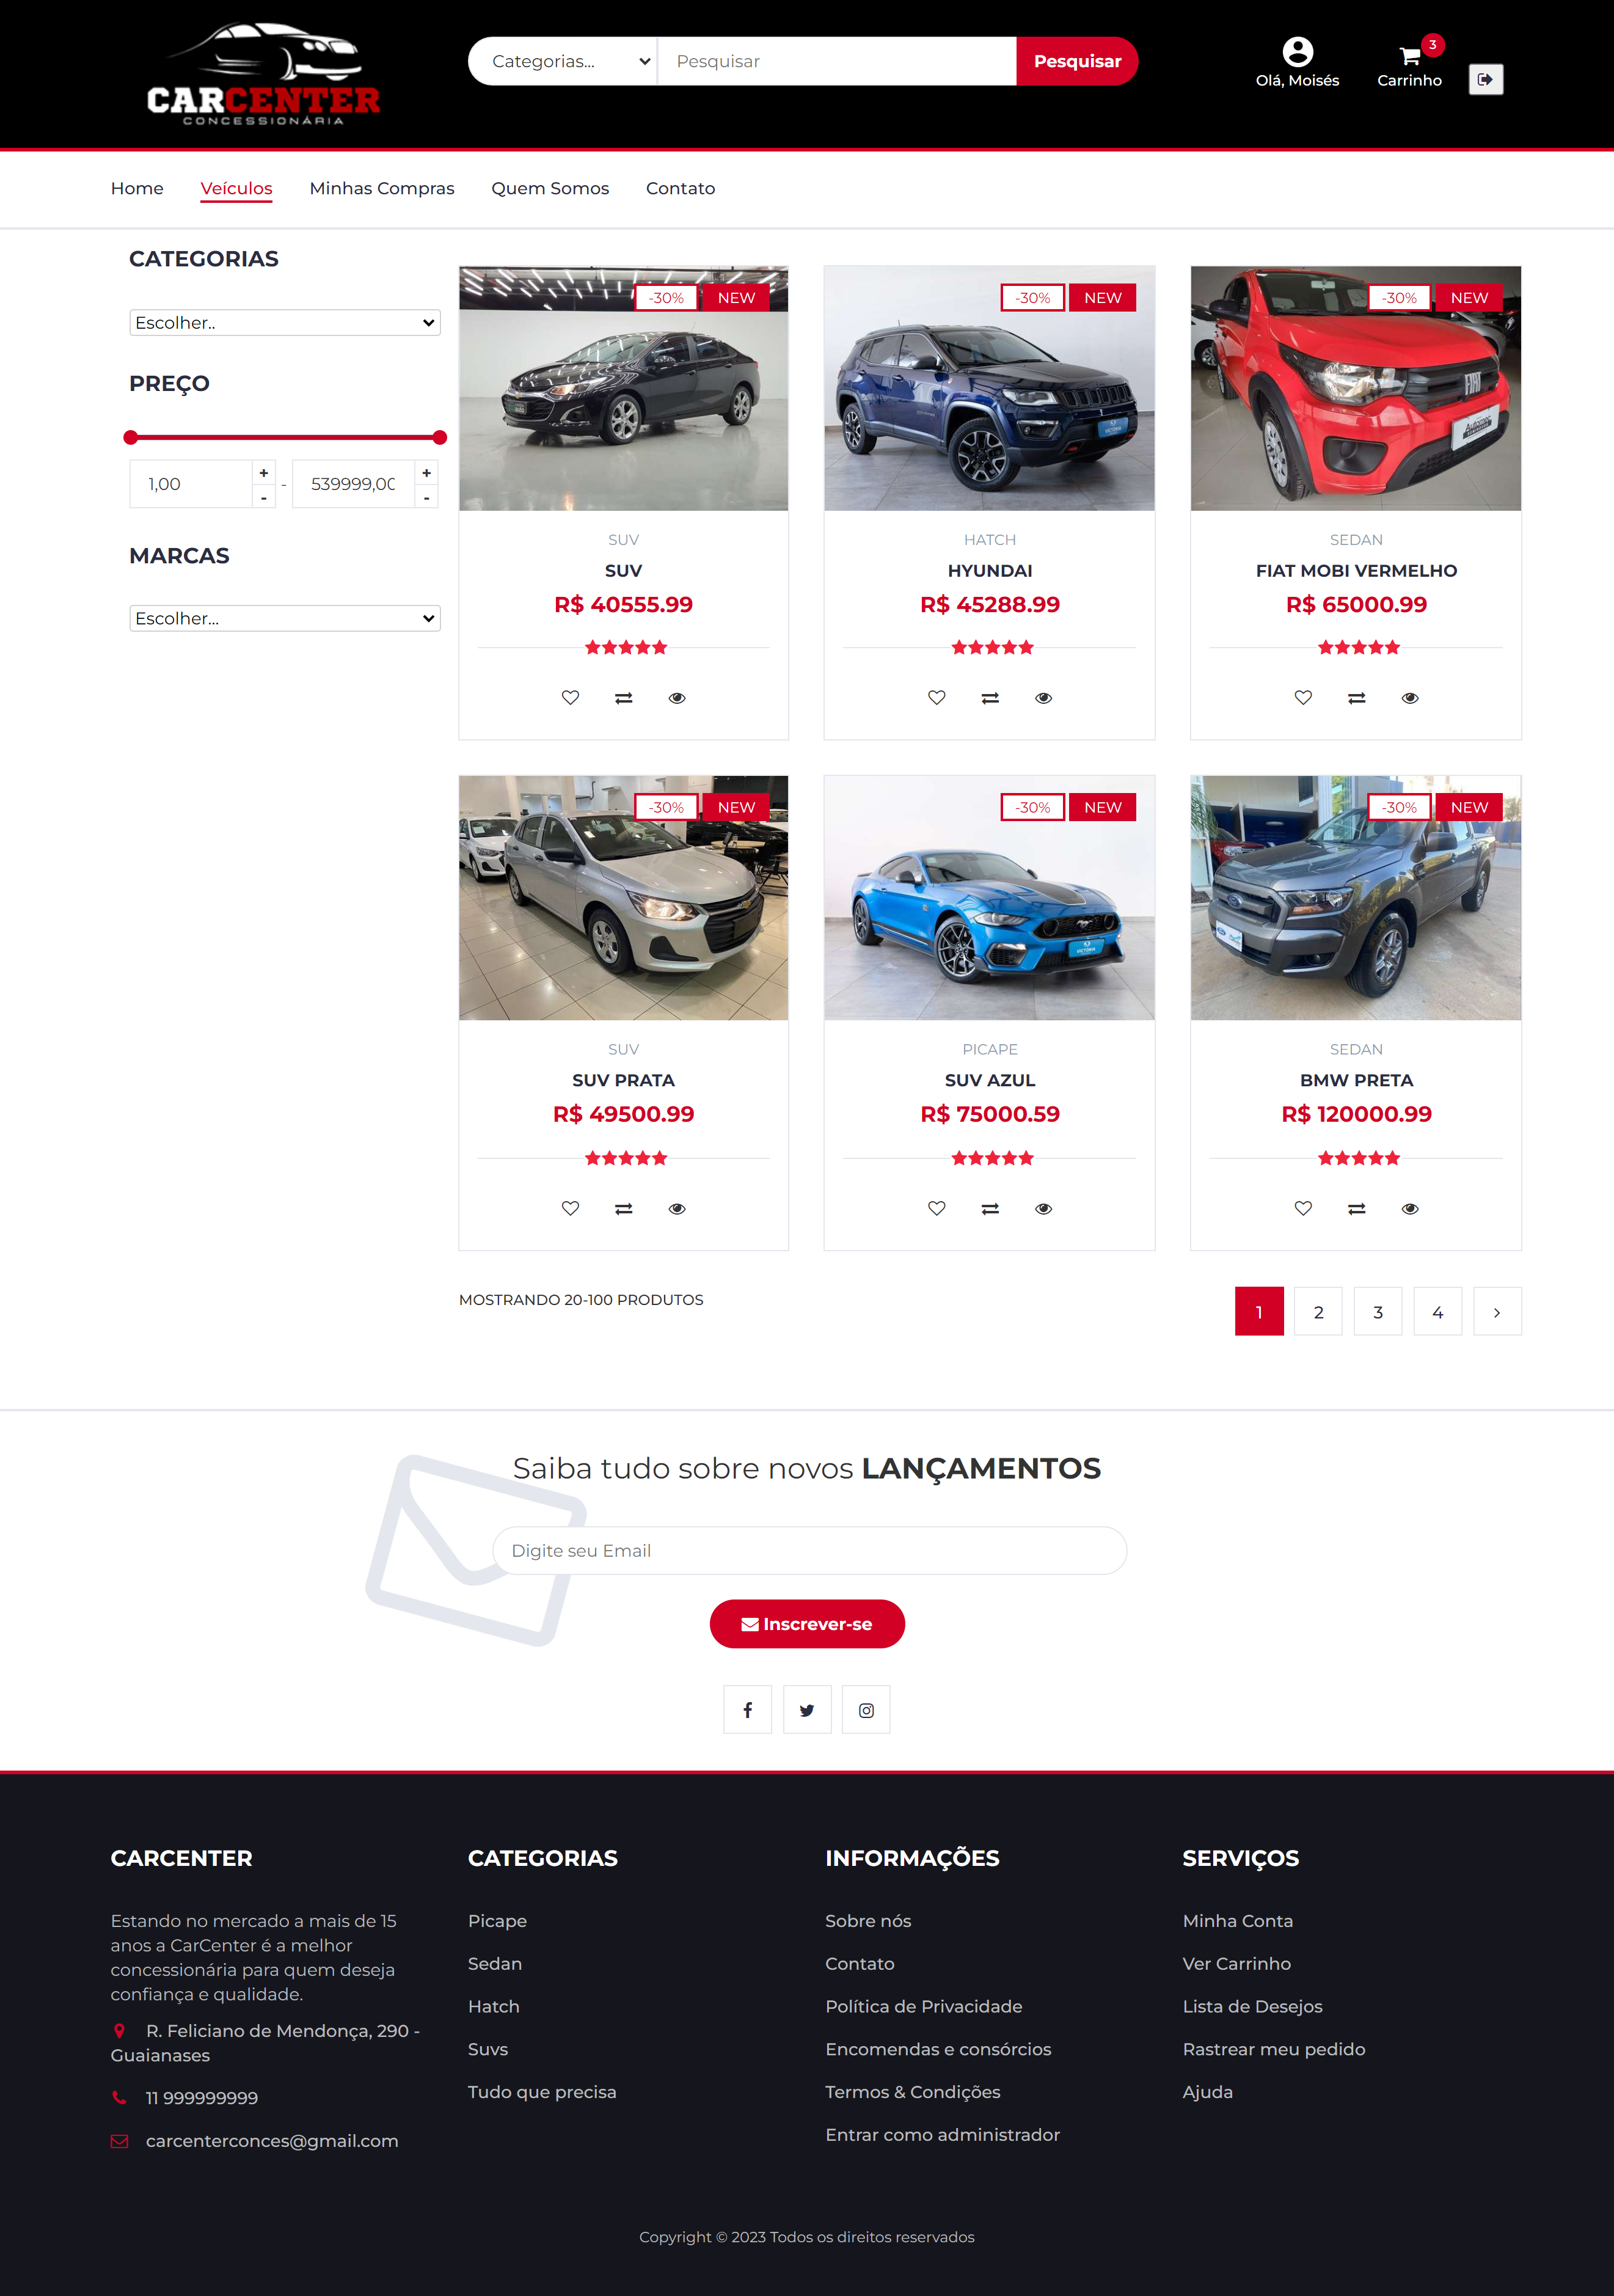 CARCENTER
CONCESSIONÁRIA
Categorias...
Pesquisar
Pesquisar
Olá, Moisés
3
Carrinho
Home
Veículos
Minhas Compras
Quem Somos
Contato
CATEGORIAS
Escolher..
PREÇO
1,00
+
-
-
539999,00
+
-
MARCAS
Escolher...
-30%
NEW
SUV
SUV
R$ 40555.99
-30%
NEW
HATCH
HYUNDAI
R$ 45288.99
-30%
NEW
FIAT
SEDAN
FIAT MOBI VERMELHO
R$ 65000.99
-30%
NEW
SUV
SUV PRATA
R$ 49500.99
-30%
NEW
PICAPE
SUV AZUL
R$ 75000.59
-30%
NEW
SEDAN
BMW PRETA
R$ 120000.99
MOSTRANDO 20-100 PRODUTOS
1
2
3
4
Saiba tudo sobre novos LANÇAMENTOS
Digite seu Email
Inscrever-se
CARCENTER
Estando no mercado a mais de 15
anos a CarCenter é a melhor
concessionária para quem deseja
confiança e qualidade.
R. Feliciano de Mendonça, 290 -
Guaianases
11 999999999
carcenterconces@gmail.com
CATEGORIAS
Picape
Sedan
Hatch
Suvs
Tudo que precisa
INFORMAÇÕES
Sobre nós
Contato
Política de Privacidade
Encomendas e consórcios
Termos & Condições
Entrar como administrador
SERVIÇOS
Minha Conta
Ver Carrinho
Lista de Desejos
Rastrear meu pedido
Ajuda
Copyright © 2023 Todos os direitos reservados